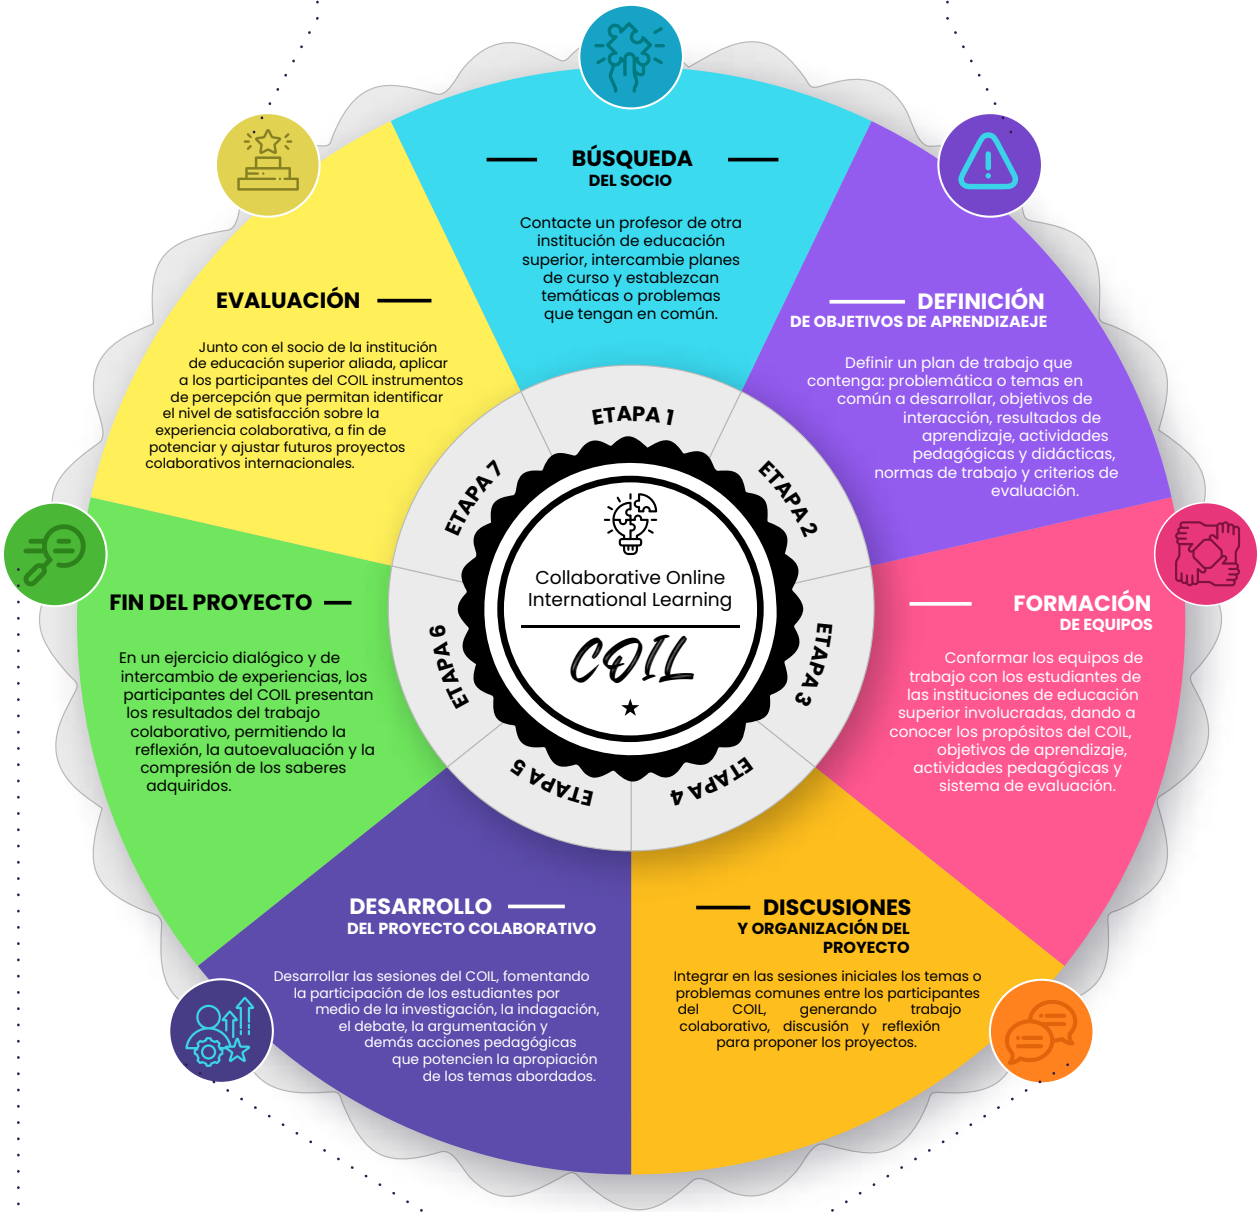 BÚSQUEDA
DEL SOCIO
Contacte un profesor de otra
institución de educación
superior, intercambie planes
de curso y establezcan
temáticas o problemas
que tengan en común.
DEFINICIÓN
DE OBJETIVOS DE APRENDIZAEJE
Definir un plan de trabajo que
contenga: problemática o temas en
común a desarrollar, objetivos de
interacción, resultados de
aprendizaje, actividades
pedagógicas y didácticas,
normas de trabajo y criterios de
evaluación.
FORMACIÓN
DE EQUIPOS
Conformar los equipos de
trabajo con los estudiantes de
las instituciones de educación
superior involucradas, dando a
conocer los propósitos del COIL,
objetivos de aprendizaje,
actividades pedagógicas y
sistema de evaluación.
DISCUSIONES
Y ORGANIZACIÓN DEL
PROYECTO
Integrar en las sesiones iniciales los temas o
problemas comunes entre los participantes
del COIL, generando trabajo
colaborativo, discusión y reflexión
para proponer los proyectos.
DESARROLLO
DEL PROYECTO COLABORATIVO
Desarrollar las sesiones del COIL, fomentando
la participación de los estudiantes por
medio de la investigación, la indagación,
el debate, la argumentación y
demás acciones pedagógicas
que potencien la apropiación
de los temas abordados.
FIN DEL PROYECTO
En un ejercicio dialógico y de
intercambio de experiencias, los
participantes del COIL presentan
los resultados del trabajo
colaborativo, permitiendo la
reflexión, la autoevaluación y la
compresión de los saberes
adquiridos.
EVALUACIÓN
Junto con el socio de la institución
de educación superior aliada, aplicar
a los participantes del COIL instrumentos
de percepción que permitan identificar
el nivel de satisfacción sobre la
experiencia colaborativa, a fin de
potenciar y ajustar futuros proyectos
colaborativos internacionales.
ETAPA 1
ETAPA 2
ETAPA 3
ETAPA 4
ETAPA 5
ETAPA 6
ETAPA 7
Collaborative Online
International Learning
COIL